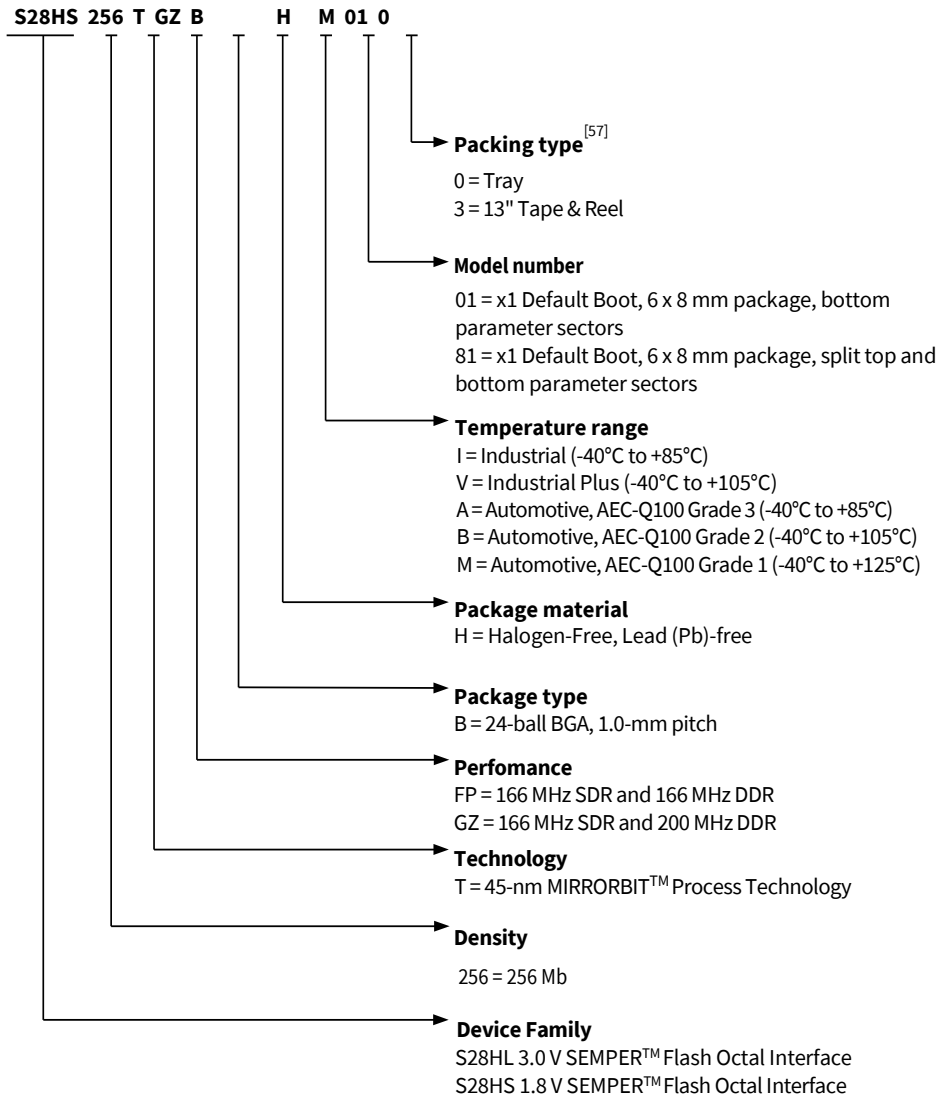 S28HS 256 T GZ B H M 01 0
Packing type[57]
0 = Tray
3 = 13" Tape & Reel
Model number
01 = x1 Default Boot, 6 x 8 mm package, bottom
parameter sectors
81 = x1 Default Boot, 6 x 8 mm package, split top and
bottom parameter sectors
Temperature range
I = Industrial (-40°C to +85°C)
V = Industrial Plus (-40°C to +105°C)
A = Automotive, AEC-Q100 Grade 3 (-40°C to +85°C)
B = Automotive, AEC-Q100 Grade 2 (-40°C to +105°C)
M = Automotive, AEC-Q100 Grade 1 (-40°C to +125°C)
Package material
H = Halogen-Free, Lead (Pb)-free
Package type
B = 24-ball BGA, 1.0-mm pitch
Perfomance
FP = 166 MHz SDR and 166 MHz DDR
GZ = 166 MHz SDR and 200 MHz DDR
Technology
T = 45-nm MIRRORBIT™ Process Technology
Density
256 = 256 Mb
Device Family
S28HL 3.0 V SEMPER™ Flash Octal Interface
S28HS 1.8 V SEMPER™ Flash Octal Interface